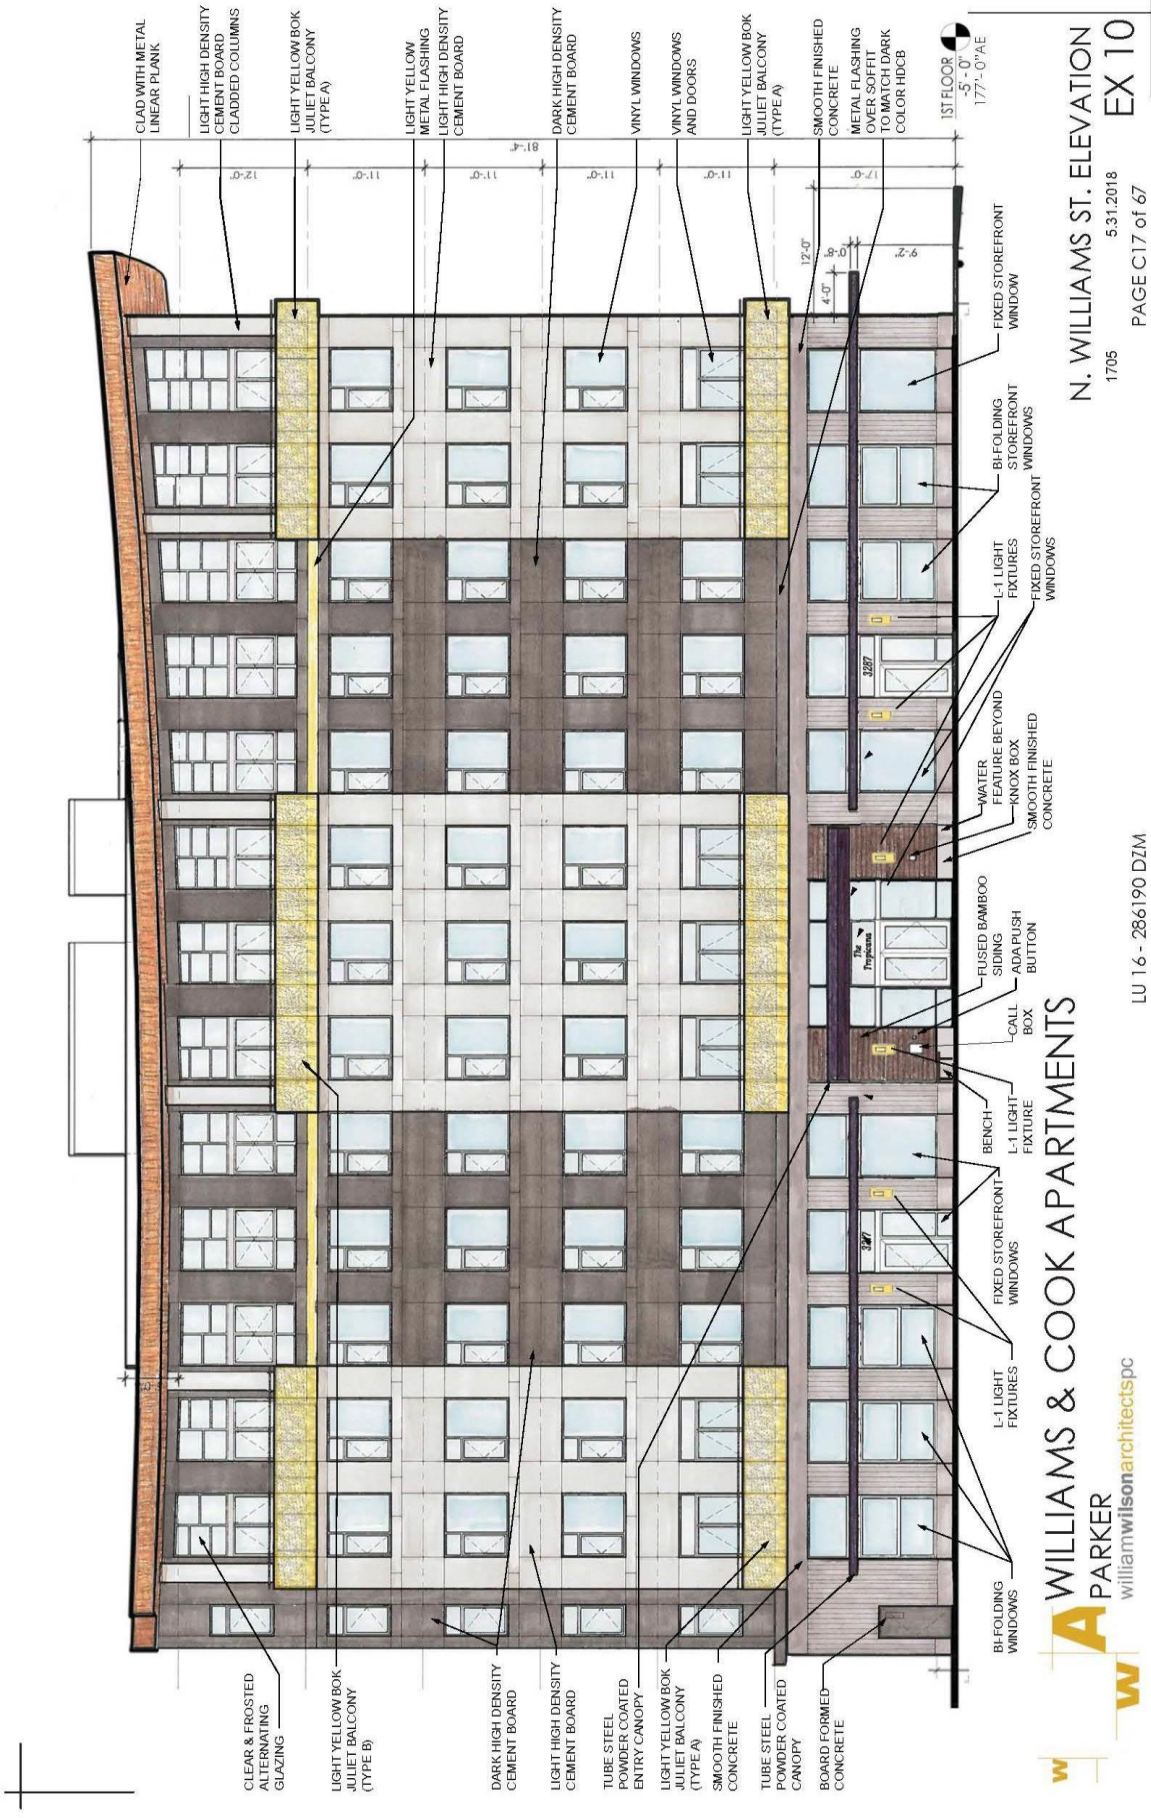 CLEAR & FROSTED
ALTERNATING
GLAZING
LIGHT YELLOW BOK
JULIET BALCONY
(TYPE B)
DARK HIGH DENSITY
CEMENT BOARD
LIGHT HIGH DENSITY
CEMENT BOARD
TUBE STEEL
POWDER COATED
ENTRY CANOPY
LIGHT YELLOW BOK
JULIET BALCONY
(TYPE A)
SMOOTH FINISHED
CONCRETE
TUBE STEEL
POWDER COATED
CANOPY
BOARD FORMED
CONCRETE
CLAD WITH METAL
LINEAR PLANK
LIGHT HIGH DENSITY
CEMENT BOARD
CLADDED COLUMNS
LIGHT YELLOW BOK
JULIET BALCONY
(TYPE A)
LIGHT YELLOW
METAL FLASHING
LIGHT HIGH DENSITY
CEMENT BOARD
DARK HIGH DENSITY
CEMENT BOARD
VINYL WINDOWS
VINYL WINDOWS
AND DOORS
LIGHT YELLOW BOK
JULIET BALCONY
(TYPE A)
SMOOTH FINISHED
CONCRETE
METAL FLASHING
OVER SOFFIT
TO MATCH DARK
COLOR HDCB
1ST FLOOR
-5' - 0"
177'- 0"AE
81'-4"
12'-0"
11'-0"
11'-0"
11'-0"
11'-0"
17'-0"
12'-0"
4'-0"
0'-8"
9'-2"
The
Tropicana
3287
BI-FOLDING
WINDOWS
L-1 LIGHT
FIXTURES
FIXED STOREFRONT
WINDOWS
BENCH
L-1 LIGHT
FIXTURE
CALL
BOX
FUSED BAMBOO
SIDING
ADA PUSH
BUTTON
WATER
FEATURE BEYOND
KNOX BOX
SMOOTH FINISHED
CONCRETE
L-1 LIGHT
FIXTURES
FIXED STOREFRONT
WINDOWS
BI-FOLDING
STOREFRONT
WINDOWS
FIXED STOREFRONT
WINDOW
w w A
WILLIAMS & COOK APARTMENTS
PARKER
williamwilsonarchitectspc
LU 16 - 286190 DZM
N. WILLIAMS ST. ELEVATION
1705
5.31.2018
EX 10
PAGE C17 of 67